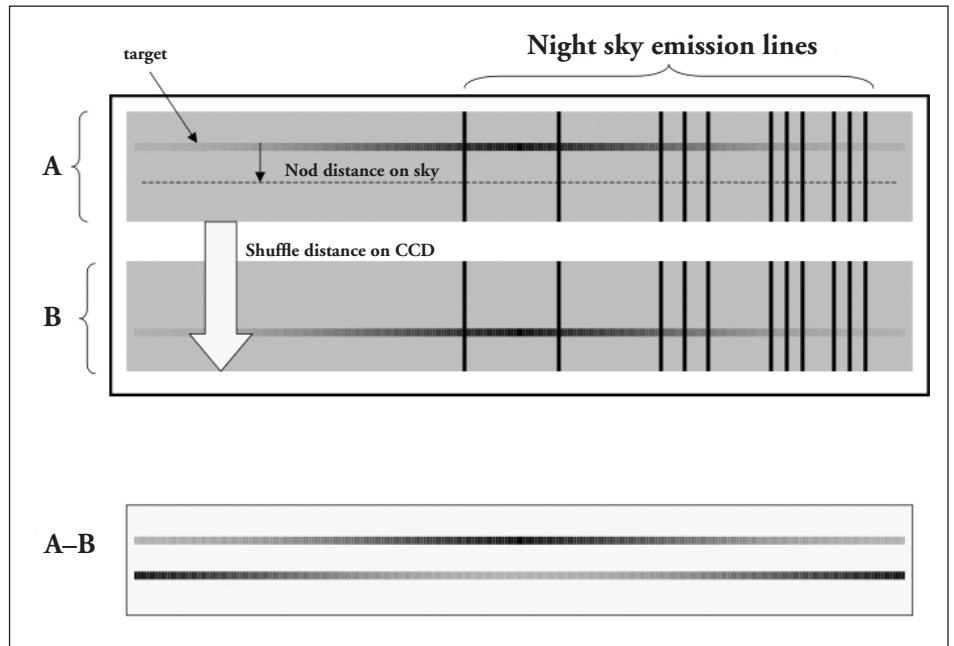 Night sky emission lines
target
A
Nod distance on sky
Shuffle distance on CCD
B
A–B